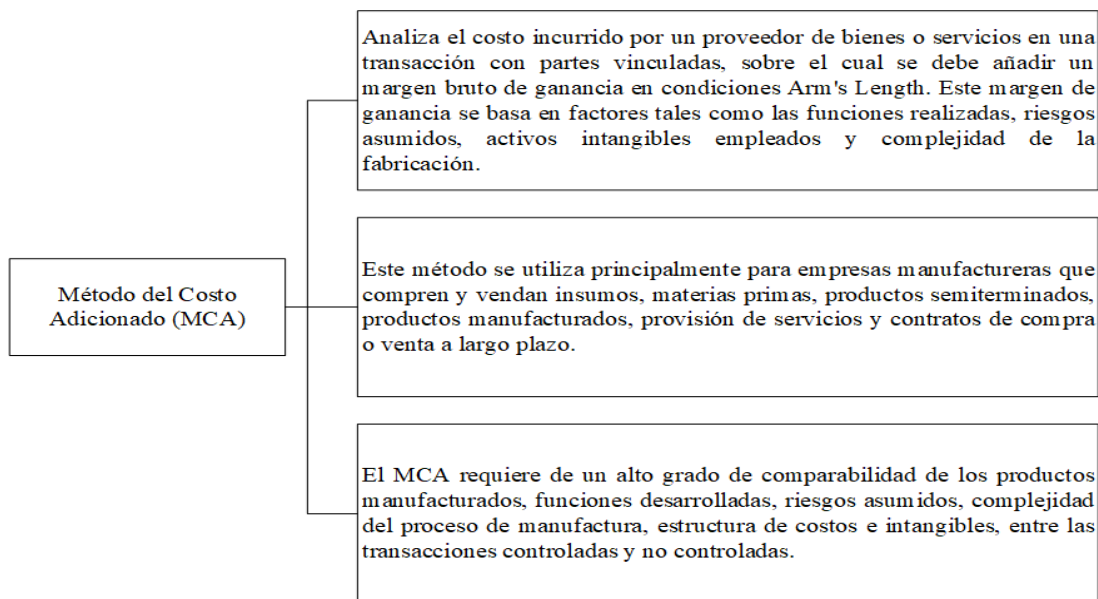 Método del Costo
Adicionado (MCA)
Analiza el costo incurrido por un proveedor de bienes o servicios en una
transacción con partes vinculadas, sobre el cual se debe añadir un
margen bruto de ganancia en condiciones Arm's Length. Este margen de
ganancia se basa en factores tales como las funciones realizadas, riesgos
asumidos, activos intangibles empleados y complejidad de la
fabricación.
Este método se utiliza principalmente para empresas manufactureras que
compren y vendan insumos, materias primas, productos semiterminados,
productos manufacturados, provisión de servicios y contratos de compra
o venta a largo plazo.
El MCA requiere de un alto grado de comparabilidad de los productos
manufacturados, funciones desarrolladas, riesgos asumidos, complejidad
del proceso de manufactura, estructura de costos e intangibles, entre las
transacciones controladas y no controladas.